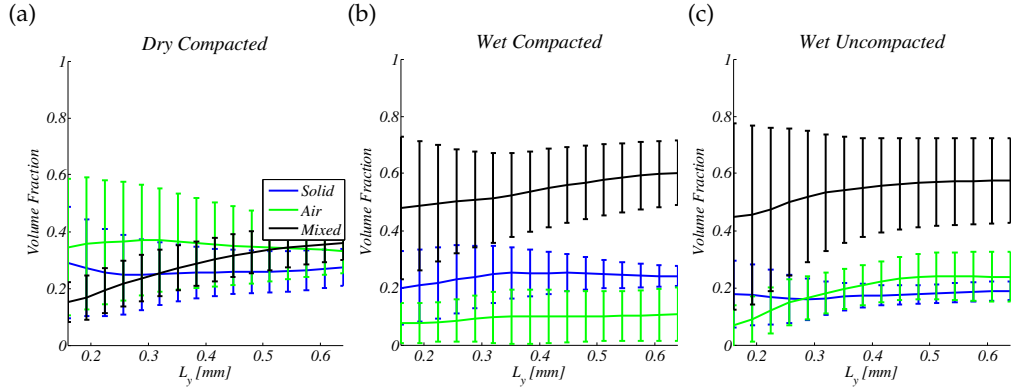 (a)
Dry Compacted
1
0.8
0.6
0.4
0.2
0
Volume Fraction
0.2 0.3 0.4 0.5 0.6
L_y [mm]
Solid
Air
Mixed
(b)
Wet Compacted
1
0.8
0.6
0.4
0.2
0
Volume Fraction
0.2 0.3 0.4 0.5 0.6
L_y [mm]
(c)
Wet Uncompacted
1
0.8
0.6
0.4
0.2
0
Volume Fraction
0.2 0.3 0.4 0.5 0.6
L_y [mm]